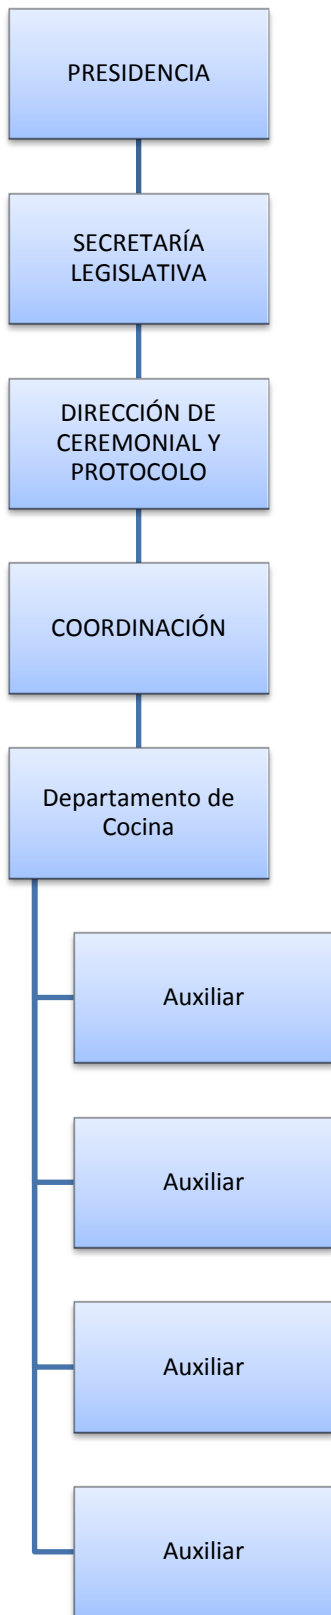 PRESIDENCIA
SECRETARÍA
LEGISLATIVA
DIRECCIÓN DE
CEREMONIAL Y
PROTOCOLO
COORDINACIÓN
Departamento de
Cocina
Auxiliar
Auxiliar
Auxiliar
Auxiliar